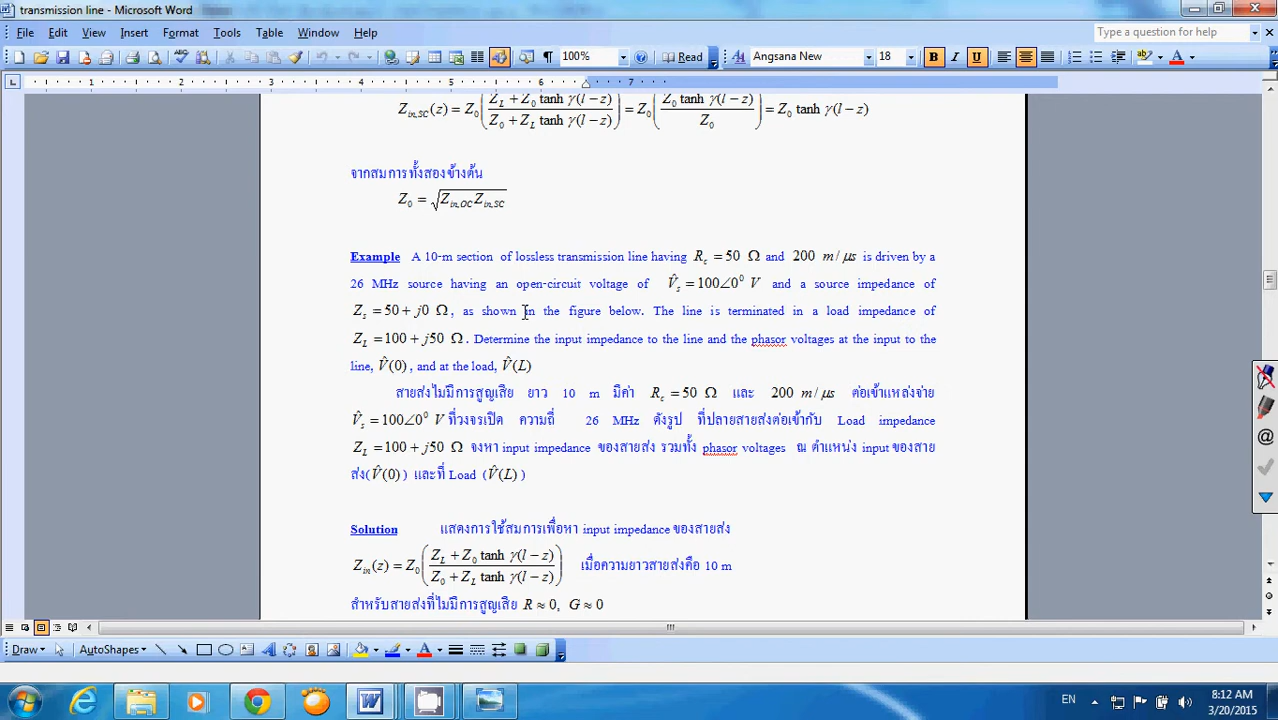 transmission line - Microsoft Word
File Edit View Insert Format Tools Table Window Help
Type a question for help
100% Read Angsana New 18 B I U
1 2 3 4 5 6 7
Z_{in,SC}(z) = Z_0 ( (Z_L + Z_0 tanh γ(l − z)) / (Z_0 + Z_L tanh γ(l − z)) ) = Z_0 ( (Z_0 tanh γ(l − z)) / Z_0 ) = Z_0 tanh γ(l − z)
จากสมการทั้งสองข้างต้น
Z_0 = √(Z_{in,OC} Z_{in,SC})
Example A 10-m section of lossless transmission line having R_c = 50 Ω and 200 m/μs is driven by a
26 MHz source having an open-circuit voltage of V̂_s = 100∠0⁰ V and a source impedance of
Z_s = 50 + j0 Ω, as shown in the figure below. The line is terminated in a load impedance of
Z_L = 100 + j50 Ω. Determine the input impedance to the line and the phasor voltages at the input to the
line, V̂(0), and at the load, V̂(L)
สายส่งไม่มีการสูญเสีย ยาว 10 m มีค่า R_c = 50 Ω และ 200 m/μs ต่อเข้าแหล่งจ่าย
V̂_s = 100∠0⁰ V ที่วงจรเปิด ความถี่ 26 MHz ดังรูป ที่ปลายสายส่งต่อเข้ากับ Load impedance
Z_L = 100 + j50 Ω จงหา input impedance ของสายส่ง รวมทั้ง phasor voltages ณ ตำแหน่ง input ของสาย
ส่ง(V̂(0)) และที่ Load (V̂(L))
Solution แสดงการใช้สมการเพื่อหา input impedance ของสายส่ง
Z_{in}(z) = Z_0 ( (Z_L + Z_0 tanh γ(l − z)) / (Z_0 + Z_L tanh γ(l − z)) ) เมื่อความยาวสายส่งคือ 10 m
สำหรับสายส่งที่ไม่มีการสูญเสีย R ≈ 0, G ≈ 0
Draw AutoShapes
EN 8:12 AM
3/20/2015